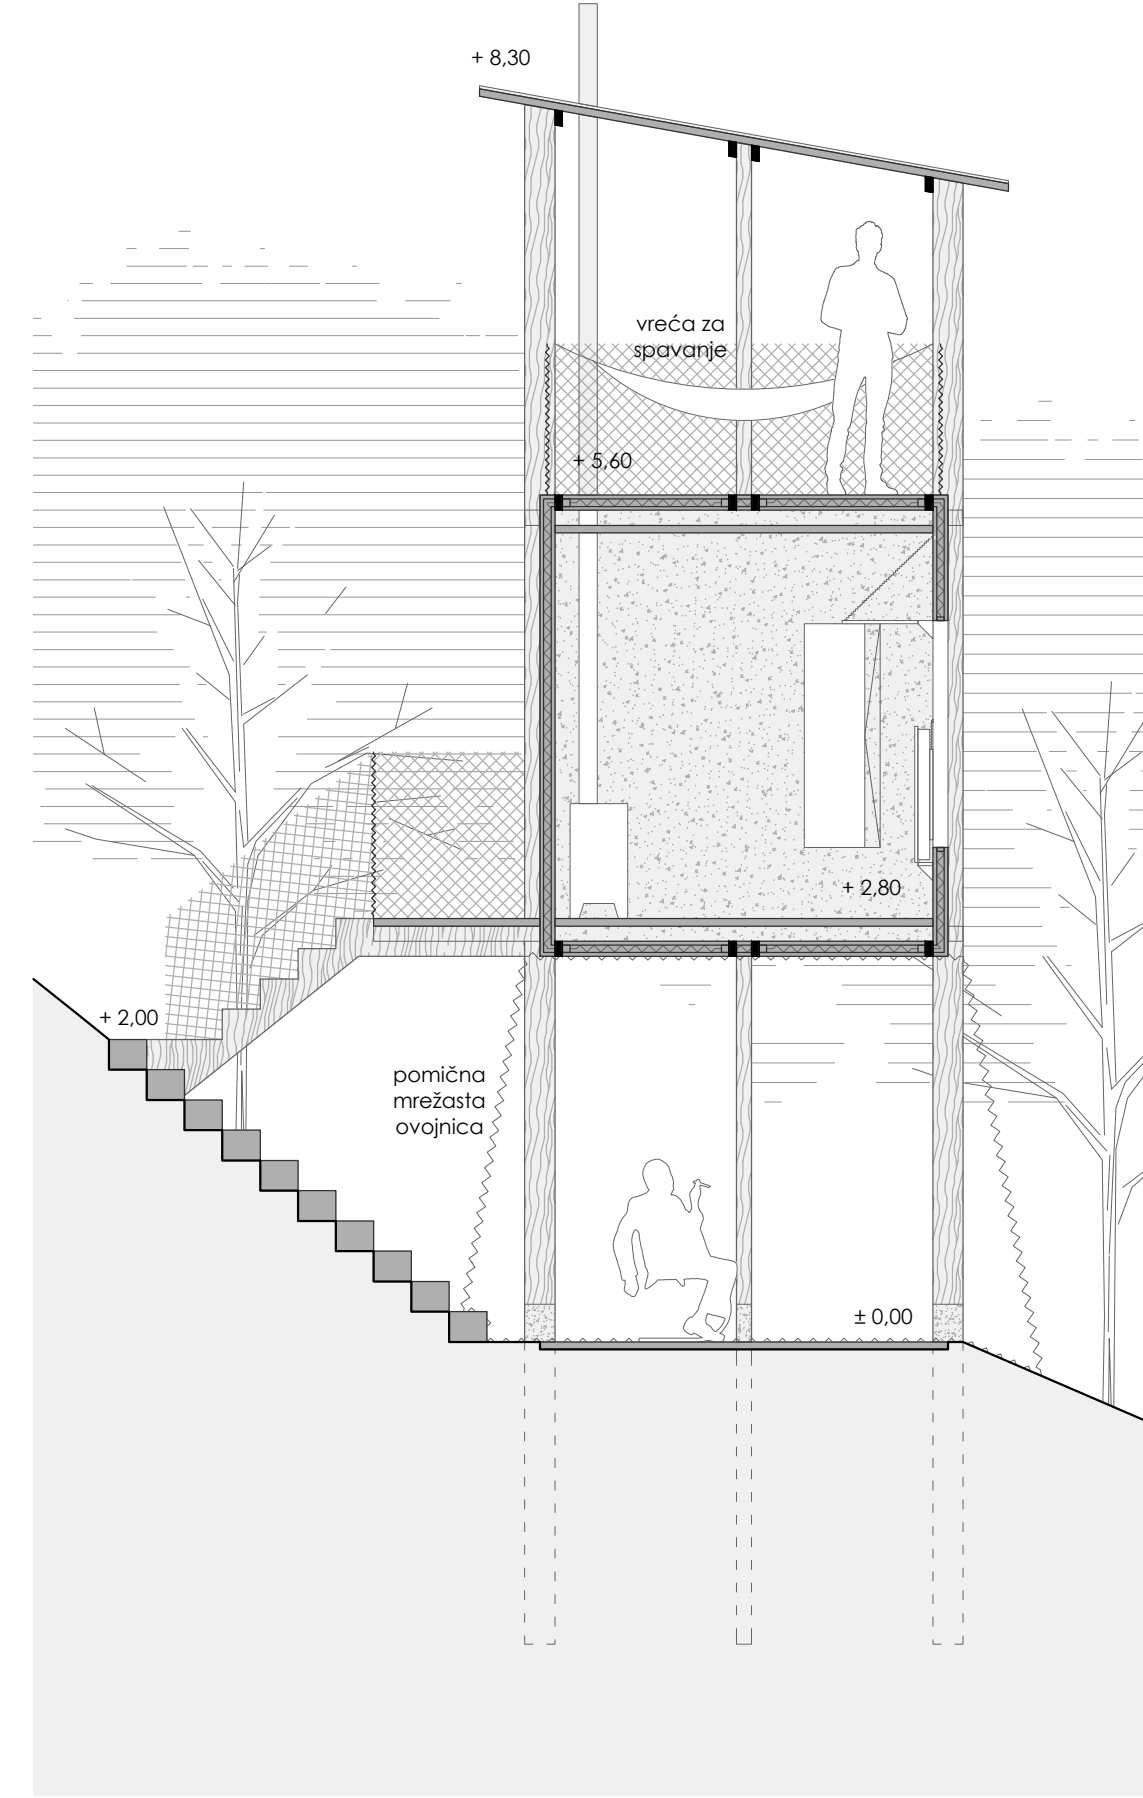 + 8,30
vreća za
spavanje
+ 5,60
+ 2,80
+ 2,00
pomična
mrežasta
ovojnica
± 0,00